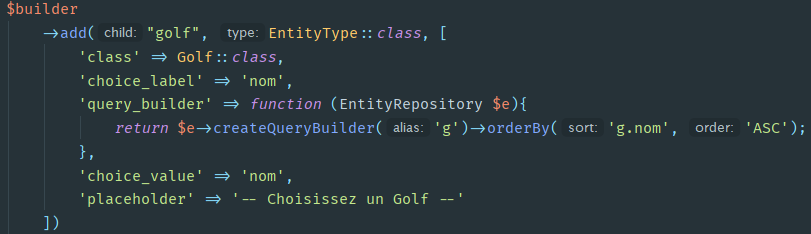 $builder
->add( child: "golf", type: EntityType::class, [
'class' => Golf::class,
'choice_label' => 'nom',
'query_builder' => function (EntityRepository $e){
return $e->createQueryBuilder( alias: 'g')->orderBy( sort: 'g.nom', order: 'ASC');
},
'choice_value' => 'nom',
'placeholder' => '-- Choisissez un Golf --'
])